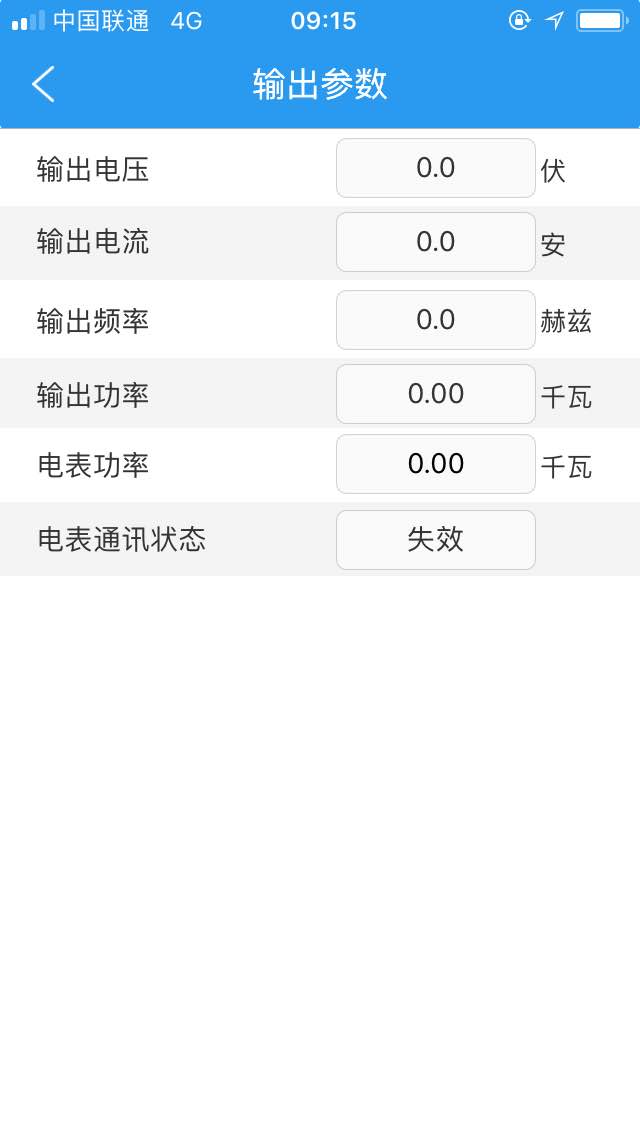 中国联通 4G 09:15
输出参数
输出电压 0.0 伏
输出电流 0.0 安
输出频率 0.0 赫兹
输出功率 0.00 千瓦
电表功率 0.00 千瓦
电表通讯状态 失效